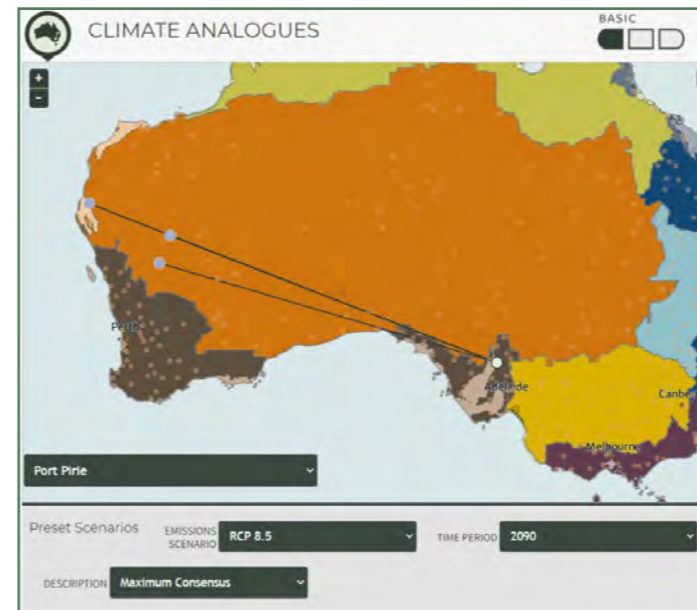 CLIMATE ANALOGUES
BASIC
+
-
Perth
Adelaide
Canber
Melbourne
Port Pirie
Preset Scenarios
EMISSIONS
SCENARIO
RCP 8.5
TIME PERIOD
2090
DESCRIPTION
Maximum Consensus